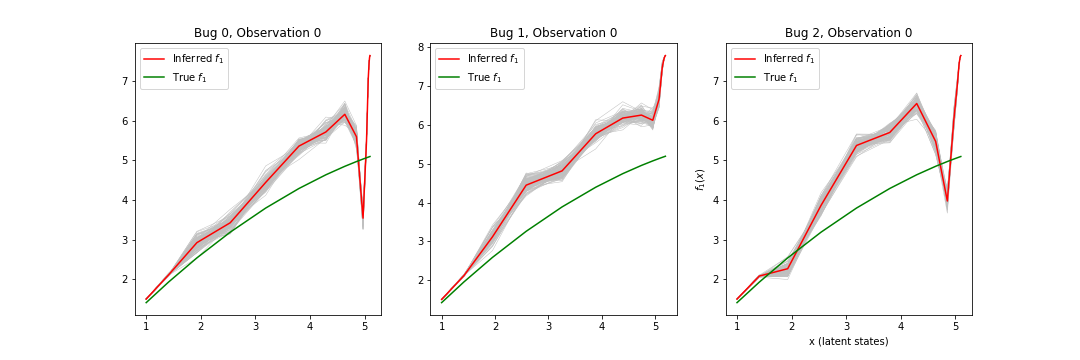 Bug 0, Observation 0
Inferred f₁
True f₁
7
6
5
4
3
2
1 2 3 4 5
Bug 1, Observation 0
Inferred f₁
True f₁
8
7
6
5
4
3
2
1 2 3 4 5
Bug 2, Observation 0
Inferred f₁
True f₁
f₁(x)
7
6
5
4
3
2
1 2 3 4 5
x (latent states)